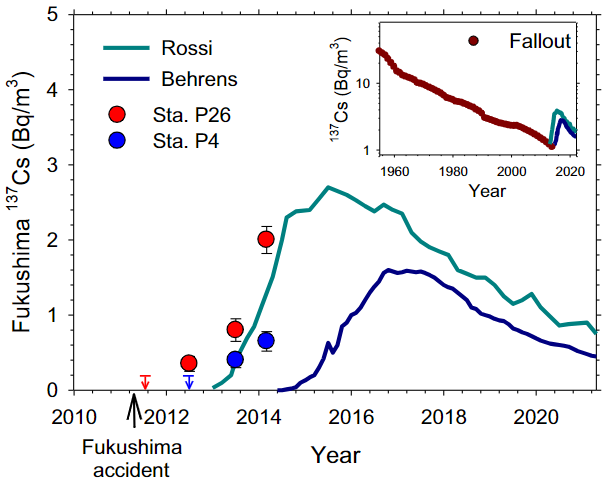 5
4
3
2
1
0
Fukushima ¹³⁷Cs (Bq/m³)
Rossi
Behrens
Sta. P26
Sta. P4
Fallout
¹³⁷Cs (Bq/m³)
10
1
1960 1980 2000 2020
Year
2010 2012 2014 2016 2018 2020
Fukushima
accident
Year